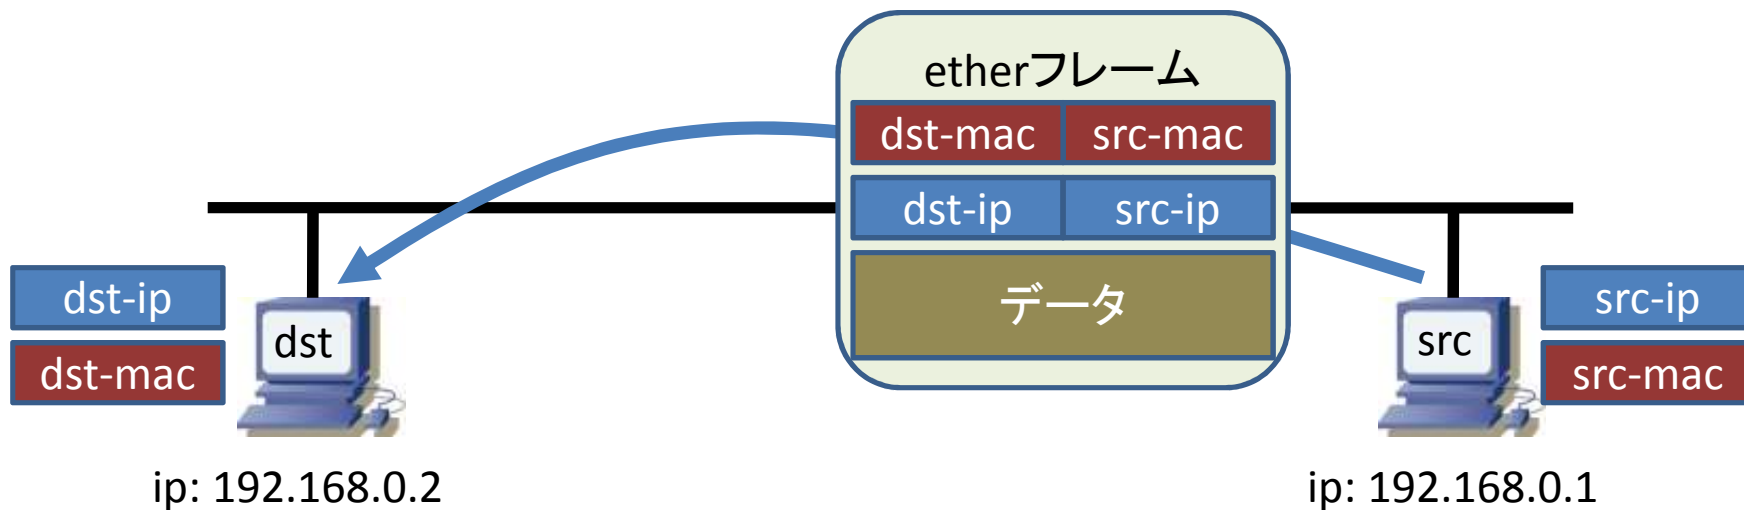 etherフレーム
dst-mac src-mac
dst-ip src-ip
データ
dst-ip
dst-mac
dst
ip: 192.168.0.2
src
src-ip
src-mac
ip: 192.168.0.1